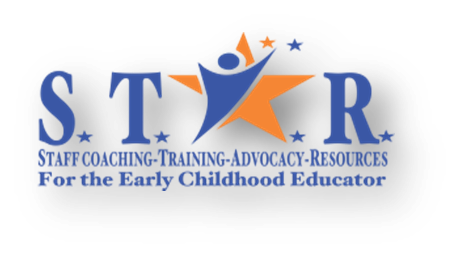 S. T. R.
STAFF COACHING-TRAINING-ADVOCACY-RESOURCES
For the Early Childhood Educator